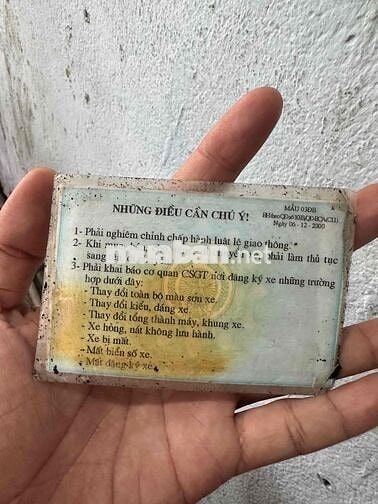 MẪU 03ĐB
Ngày 06 - 12 - 2000
NHỮNG ĐIỀU CẦN CHÚ Ý!
1- Phải nghiêm chỉnh chấp hành luật lệ giao thông.
2- Khi mua, phải làm thủ tục
sang
muaban.net
3- Phải khai báo cơ quan CSGT nơi đăng ký xe những trường
hợp dưới đây:
- Thay đổi toàn bộ màu sơn xe.
- Thay đổi kiểu, dáng xe.
- Thay đổi tổng thành máy, khung xe.
- Xe hỏng, nát không lưu hành.
- Xe bị mất.
- Mất biển số xe.
- Mất đăng ký xe.